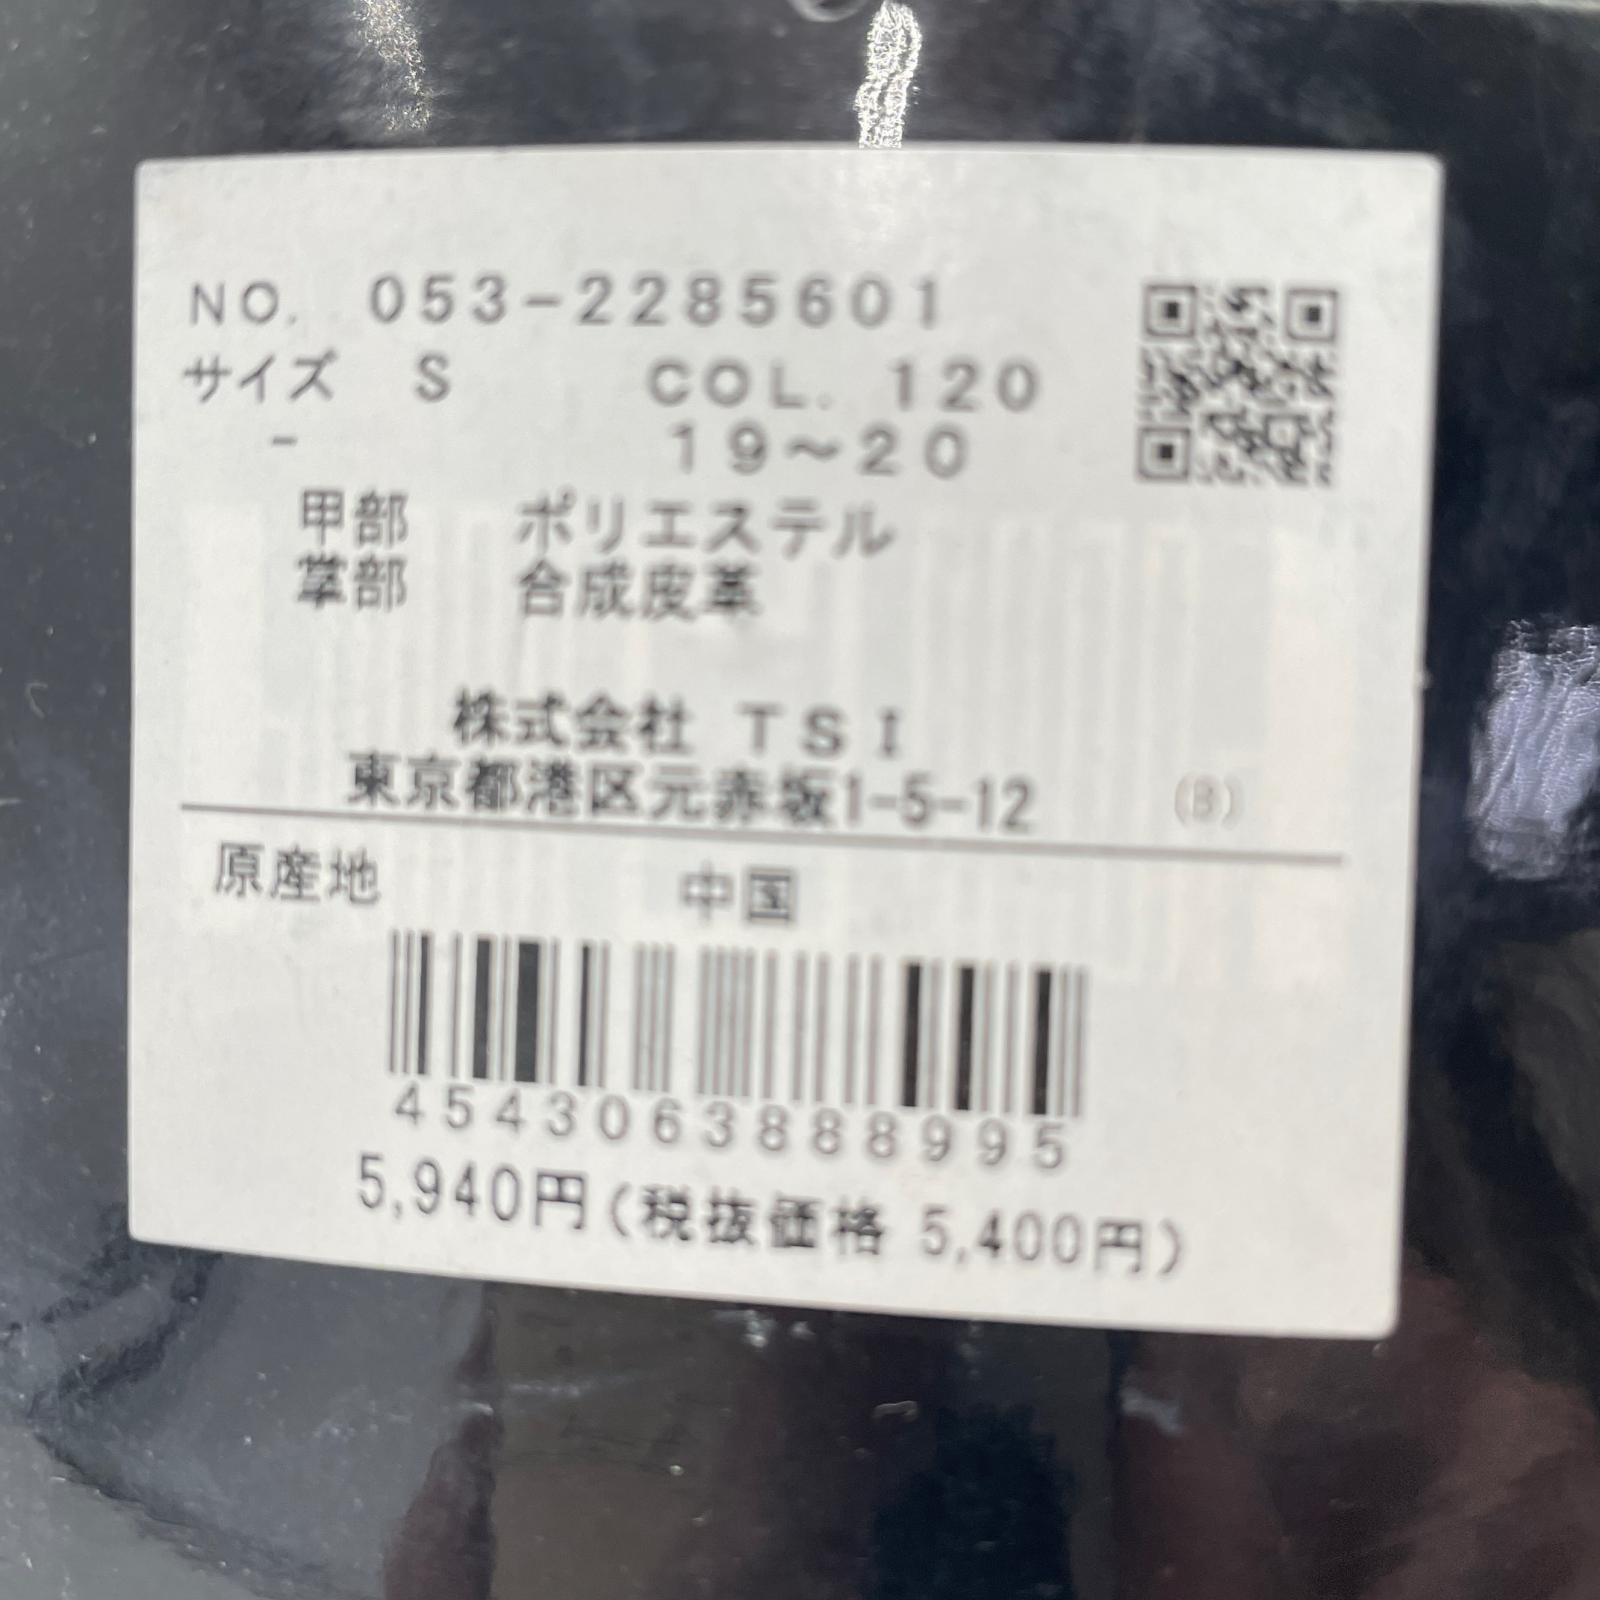 NO. 053-2285601
サイズ S COL. 120
- 19～20
甲部 ポリエステル
掌部 合成皮革
株式会社 TSI
東京都港区元赤坂1-5-12 (B)
原産地 中国
4543063888995
5,940円(税抜価格 5,400円)